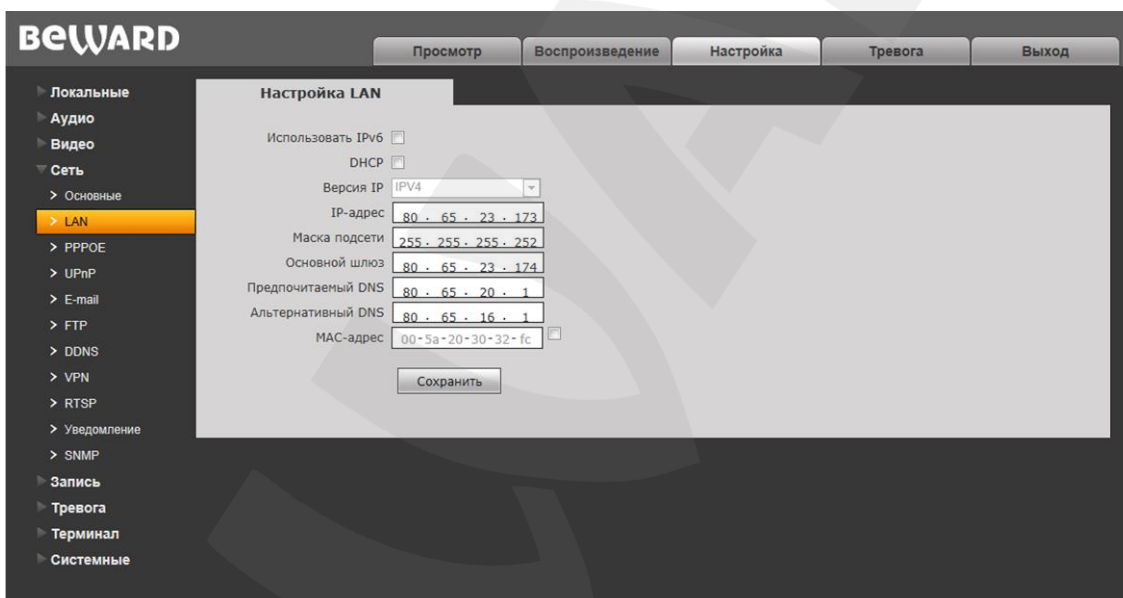 BEWARD
Просмотр Воспроизведение Настройка Тревога Выход
Локальные
Аудио
Видео
Сеть
> Основные
> LAN
> PPPOE
> UPnP
> E-mail
> FTP
> DDNS
> VPN
> RTSP
> Уведомление
> SNMP
Запись
Тревога
Терминал
Системные
Настройка LAN
Использовать IPv6
DHCP
Версия IP IPV4
IP-адрес 80 . 65 . 23 . 173
Маска подсети 255 . 255 . 255 . 252
Основной шлюз 80 . 65 . 23 . 174
Предпочитаемый DNS 80 . 65 . 20 . 1
Альтернативный DNS 80 . 65 . 16 . 1
MAC-адрес 00-5a-20-30-32-fc
Сохранить